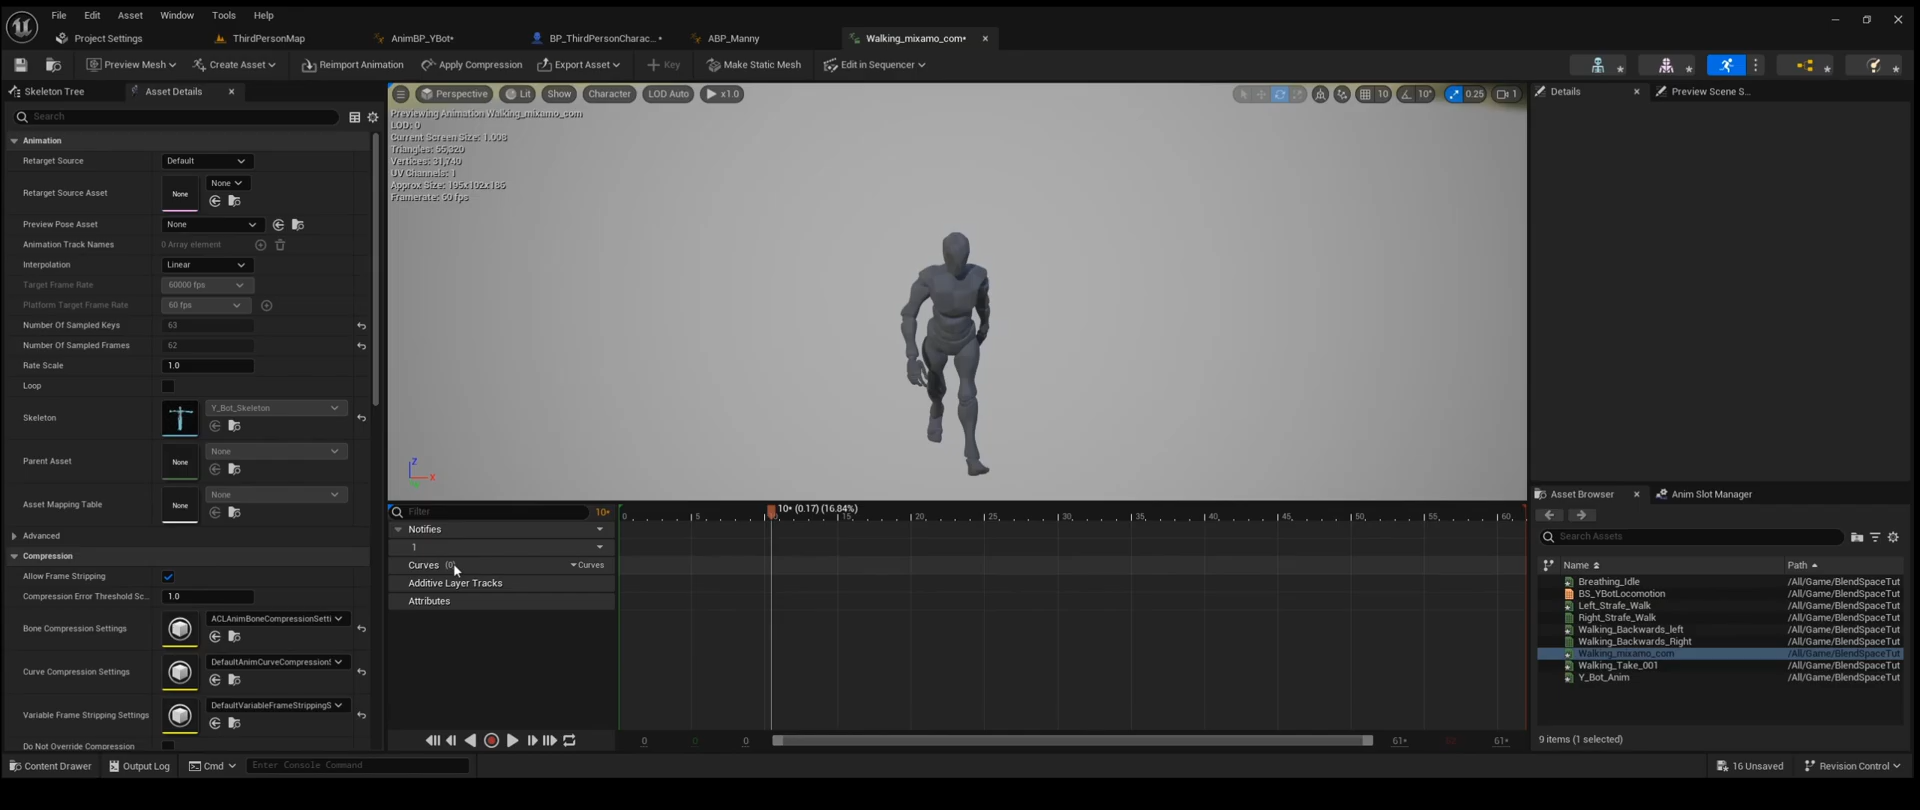 File Edit Asset Window Tools Help
Project Settings ThirdPersonMap AnimBP_YBot• BP_ThirdPersonCharac...• ABP_Manny Walking_mixamo_com•
Preview Mesh Create Asset Reimport Animation Apply Compression Export Asset Key Make Static Mesh Edit in Sequencer
Skeleton Tree Asset Details
Search
Animation
Retarget Source Default
Retarget Source Asset None None
Preview Pose Asset None
Animation Track Names 0 Array element
Interpolation Linear
Target Frame Rate 60000 fps
Platform Target Frame Rate 60 fps
Number Of Sampled Keys 63
Number Of Sampled Frames 62
Rate Scale 1.0
Loop
Skeleton Y_Bot_Skeleton
Parent Asset None None
Asset Mapping Table None None
Advanced
Compression
Allow Frame Stripping
Compression Error Threshold Sc... 1.0
Bone Compression Settings ACLAnimBoneCompressionSetti
Curve Compression Settings DefaultAnimCurveCompression
Variable Frame Stripping Settings DefaultVariableFrameStrippingS
Do Not Override Compression
Perspective Lit Show Character LOD Auto x1.0 10 10° 0.25 1
Previewing Animation Walking_mixamo_com
LOD: 0
Current Screen Size: 1.008
Triangles: 55,320
Vertices: 31,740
UV Channels: 1
Approx Size: 195x102x186
Framerate: 60 fps
Z
X
Filter 10•
10• (0.17) (16.84%)
0 5 10 15 20 25 30 35 40 45 50 55 60
Notifies
1
Curves (0) Curves
Additive Layer Tracks
Attributes
0 0 0 61• 61•
Details Preview Scene S...
Asset Browser Anim Slot Manager
Search Assets
Name Path
Breathing_Idle /All/Game/BlendSpaceTut
BS_YBotLocomotion /All/Game/BlendSpaceTut
Left_Strafe_Walk /All/Game/BlendSpaceTut
Right_Strafe_Walk /All/Game/BlendSpaceTut
Walking_Backwards_left /All/Game/BlendSpaceTut
Walking_Backwards_Right /All/Game/BlendSpaceTut
Walking_mixamo_com /All/Game/BlendSpaceTut
Walking_Take_001 /All/Game/BlendSpaceTut
Y_Bot_Anim /All/Game/BlendSpaceTut
9 items (1 selected)
Content Drawer Output Log Cmd Enter Console Command 16 Unsaved Revision Control